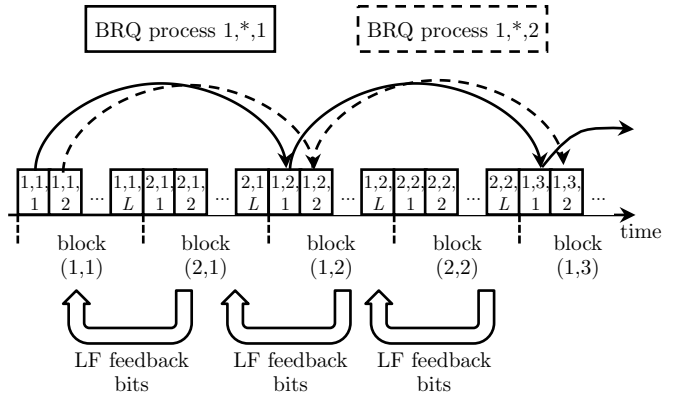 BRQ process 1,*,1
BRQ process 1,*,2
1,1, 1,1, 1,1, 2,1, 2,1, 2,1 1,2, 1,2, 1,2, 2,2, 2,2, 2,2, 1,3, 1,3,
1 2 ... L 1 2 ... L 1 2 ... L 1 2 ... L 1 2 ...
time
block block block block block
(1,1) (2,1) (1,2) (2,2) (1,3)
LF feedback LF feedback LF feedback
bits bits bits